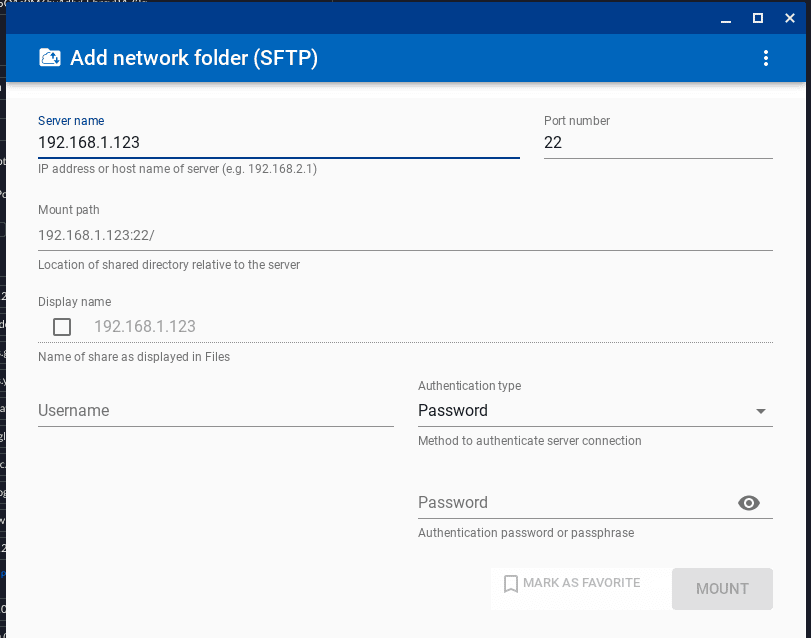 Add network folder (SFTP)
Server name
Port number
192.168.1.123
22
IP address or host name of server (e.g. 192.168.2.1)
Mount path
192.168.1.123:22/
Location of shared directory relative to the server
Display name
192.168.1.123
Name of share as displayed in Files
Authentication type
Username
Password
Method to authenticate server connection
Password
Authentication password or passphrase
MARK AS FAVORITE
MOUNT